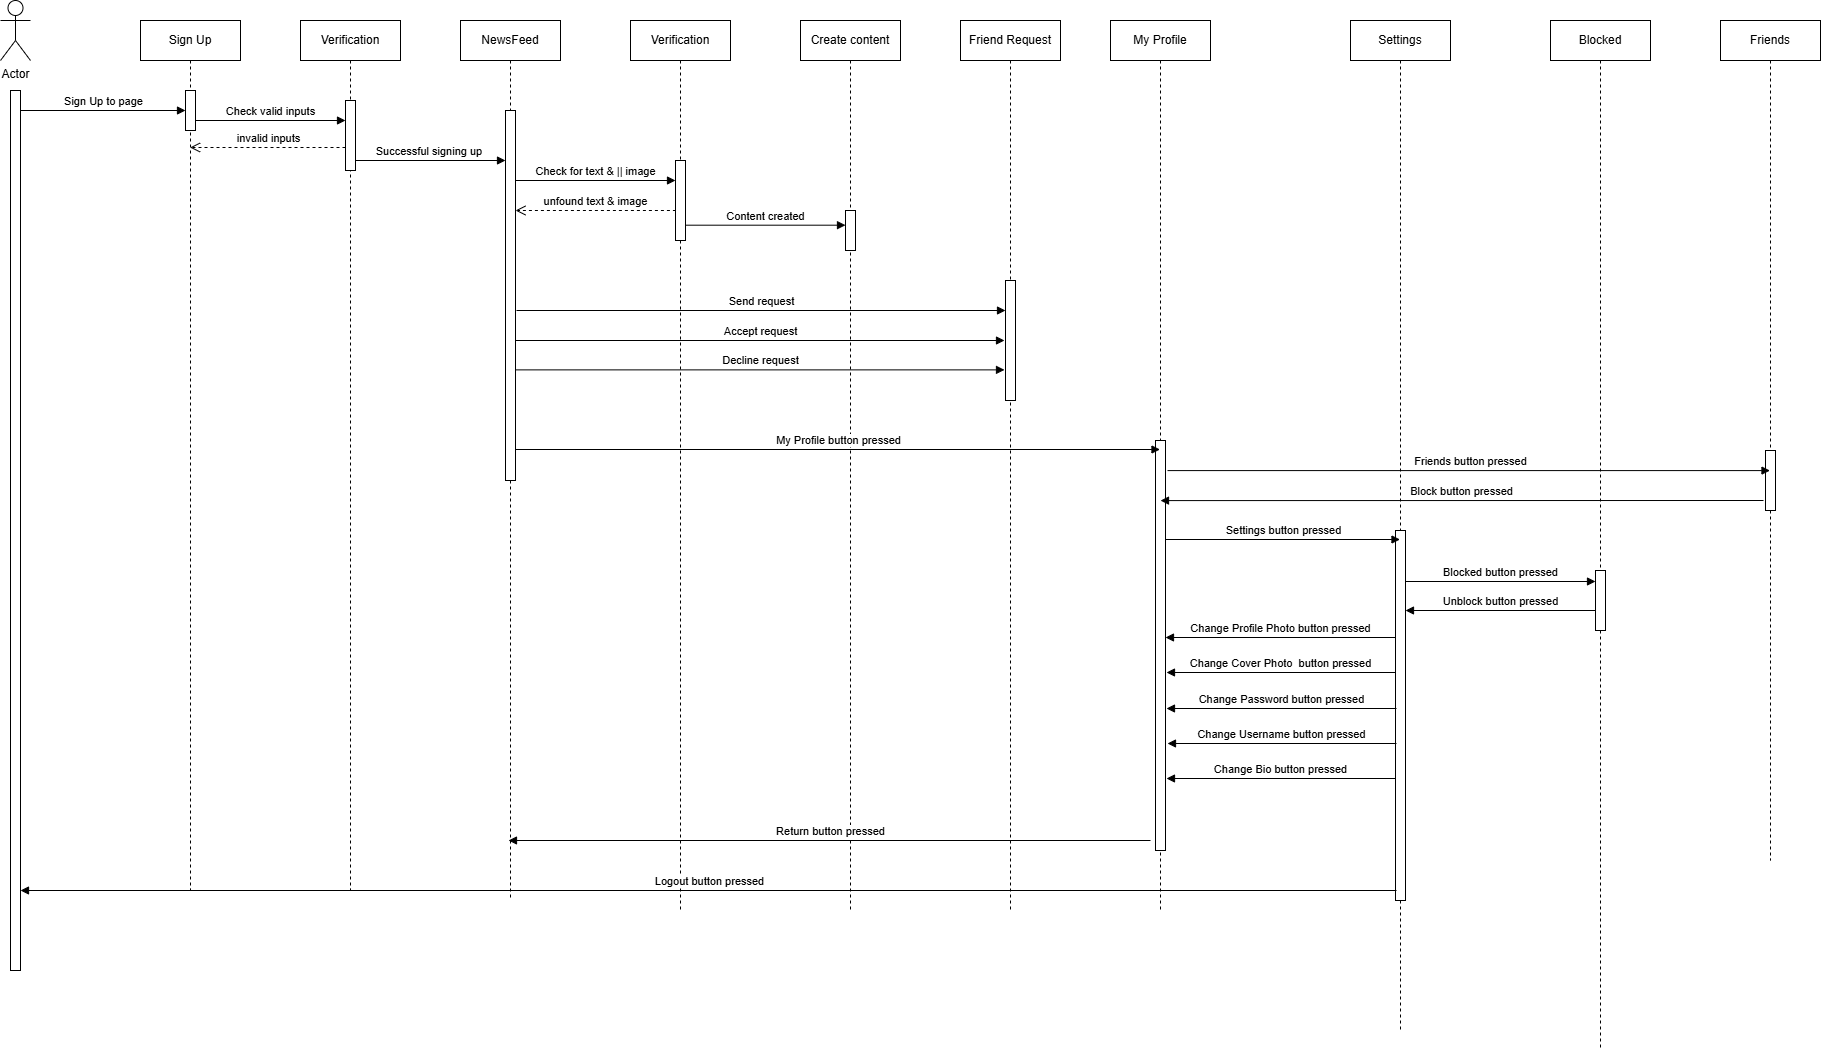 Actor
Sign Up
Verification
NewsFeed
Verification
Create content
Friend Request
My Profile
Settings
Blocked
Friends
Sign Up to page
Check valid inputs
invalid inputs
Successful signing up
Check for text & || image
unfound text & image
Content created
Send request
Accept request
Decline request
My Profile button pressed
Friends button pressed
Block button pressed
Settings button pressed
Blocked button pressed
Unblock button pressed
Change Profile Photo button pressed
Change Cover Photo  button pressed
Change Password button pressed
Change Username button pressed
Change Bio button pressed
Return button pressed
Logout button pressed